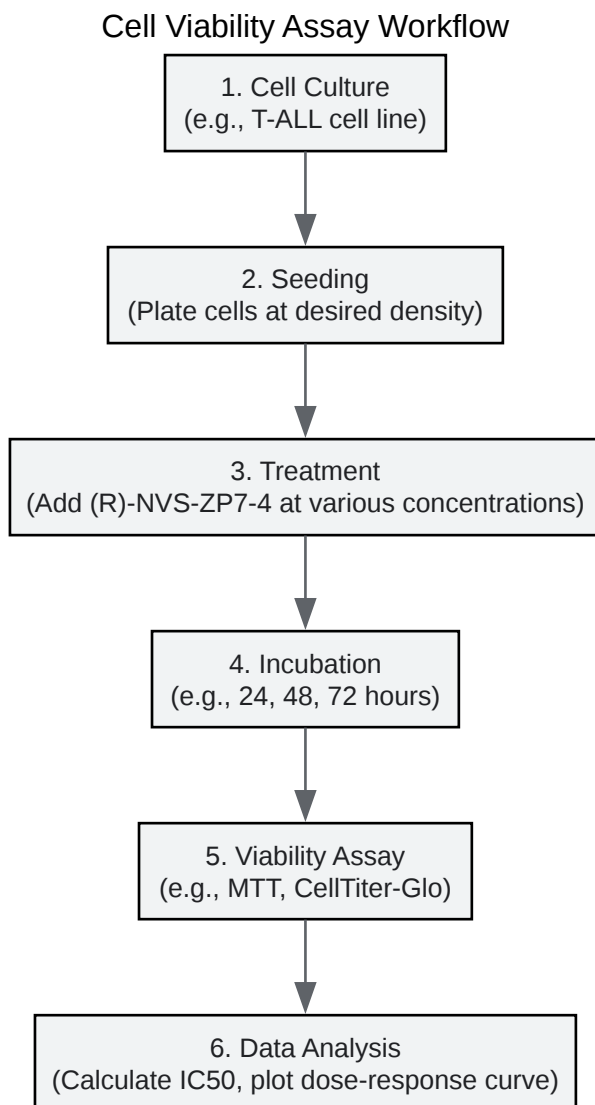 Cell Viability Assay Workflow
1. Cell Culture
(e.g., T-ALL cell line)
2. Seeding
(Plate cells at desired density)
3. Treatment
(Add (R)-NVS-ZP7-4 at various concentrations)
4. Incubation
(e.g., 24, 48, 72 hours)
5. Viability Assay
(e.g., MTT, CellTiter-Glo)
6. Data Analysis
(Calculate IC50, plot dose-response curve)